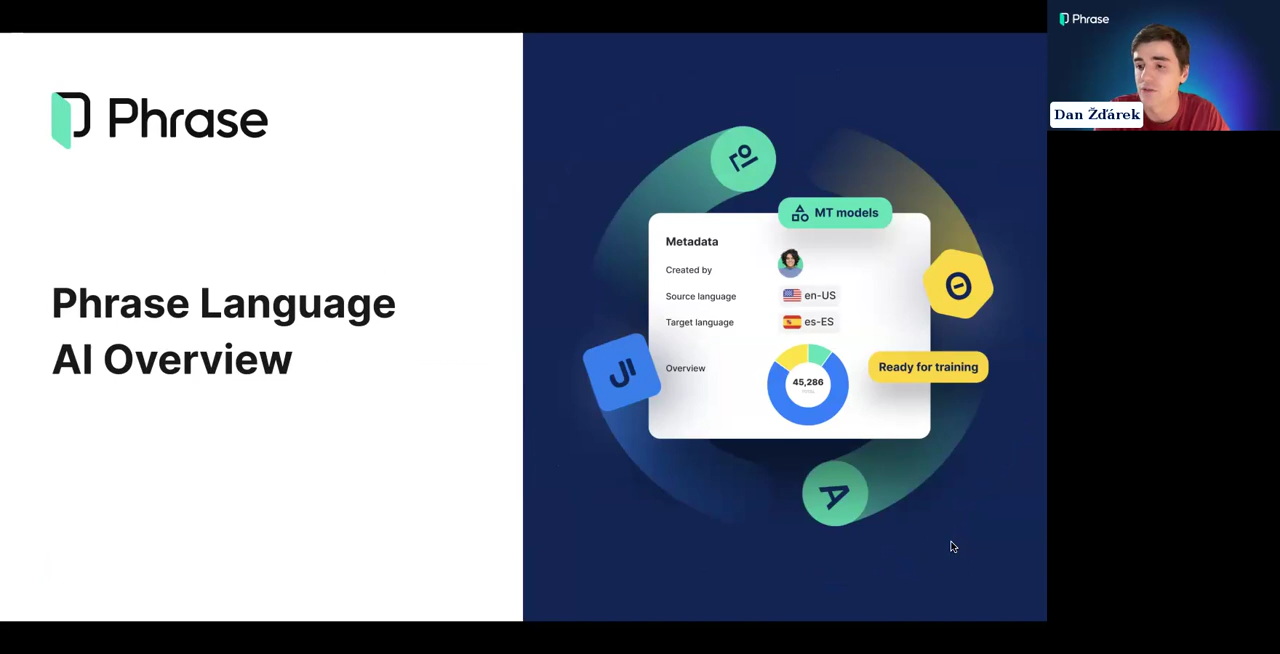 Phrase
Phrase Language
AI Overview
MT models
Metadata
Created by
Source language
en-US
Target language
es-ES
Overview
45,286
TOTAL
Ready for training
A
Phrase
Dan Žďárek